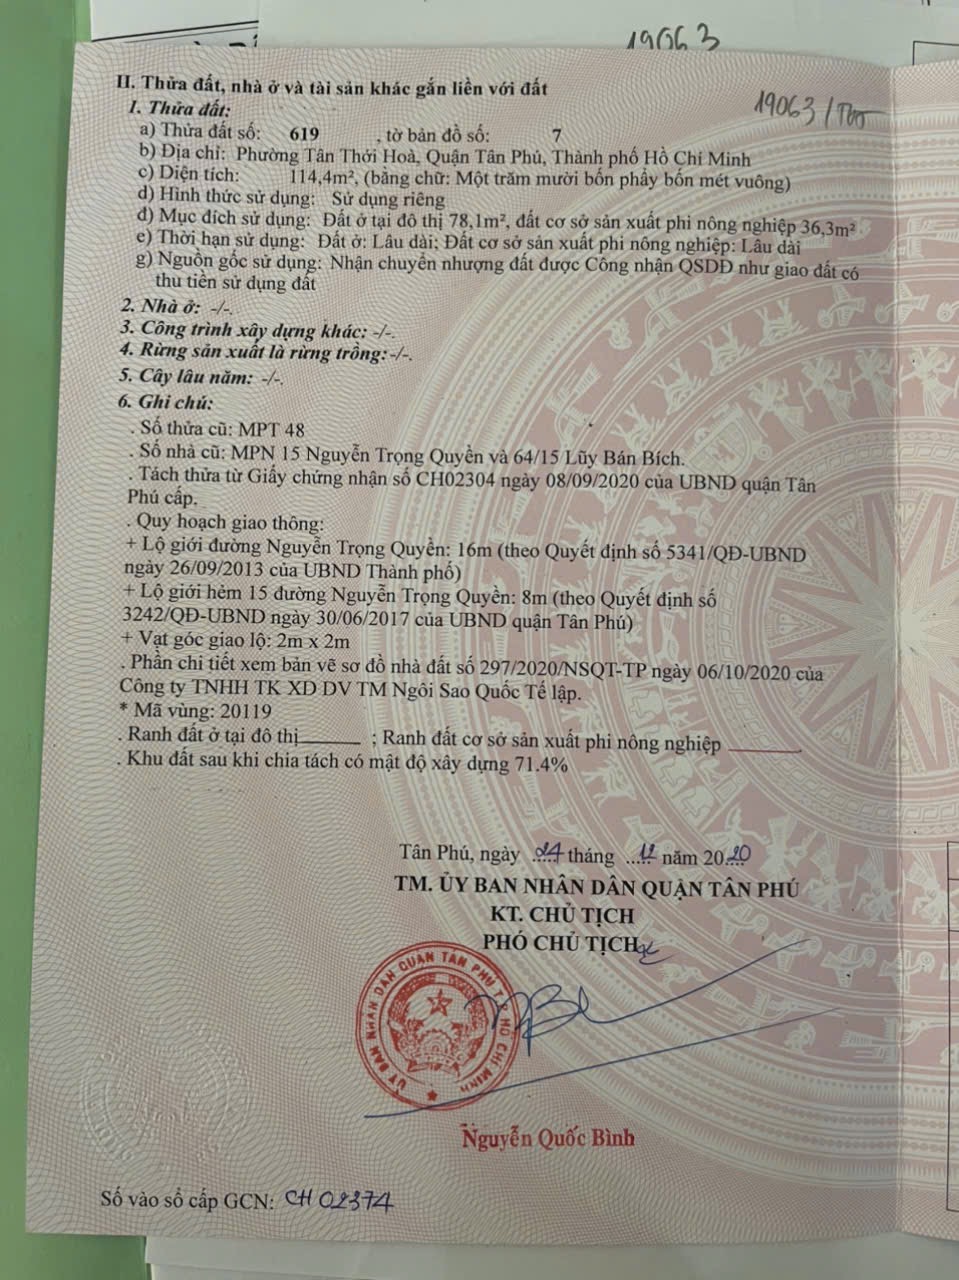 19063
19063
II. Thửa đất, nhà ở và tài sản khác gắn liền với đất
1. Thửa đất:
a) Thửa đất số: 619 , tờ bản đồ số: 7
b) Địa chỉ: Phường Tân Thới Hoà, Quận Tân Phú, Thành phố Hồ Chí Minh
c) Diện tích: 114,4m², (bằng chữ: Một trăm mười bốn phẩy bốn mét vuông)
d) Hình thức sử dụng: Sử dụng riêng
đ) Mục đích sử dụng: Đất ở tại đô thị 78,1m², đất cơ sở sản xuất phi nông nghiệp 36,3m²
e) Thời hạn sử dụng: Đất ở: Lâu dài; Đất cơ sở sản xuất phi nông nghiệp: Lâu dài
g) Nguồn gốc sử dụng: Nhận chuyển nhượng đất được Công nhận QSDĐ như giao đất có
thu tiền sử dụng đất
2. Nhà ở: -/-.
3. Công trình xây dựng khác: -/-.
4. Rừng sản xuất là rừng trồng: -/-.
5. Cây lâu năm: -/-.
6. Ghi chú:
. Số thửa cũ: MPT 48
. Số nhà cũ: MPN 15 Nguyễn Trọng Quyền và 64/15 Lũy Bán Bích.
. Tách thửa từ Giấy chứng nhận số CH02304 ngày 08/09/2020 của UBND quận Tân
Phú cấp.
. Quy hoạch giao thông:
+ Lộ giới đường Nguyễn Trọng Quyền: 16m (theo Quyết định số 5341/QĐ-UBND
ngày 26/09/2013 của UBND Thành phố)
+ Lộ giới hẻm 15 đường Nguyễn Trọng Quyền: 8m (theo Quyết định số
3242/QĐ-UBND ngày 30/06/2017 của UBND quận Tân Phú)
+ Vạt góc giao lộ: 2m x 2m
. Phần chi tiết xem bản vẽ sơ đồ nhà đất số 297/2020/NSQT-TP ngày 06/10/2020 của
Công ty TNHH TK XD DV TM Ngôi Sao Quốc Tế lập.
* Mã vùng: 20119
. Ranh đất ở tại đô thị______ ; Ranh đất cơ sở sản xuất phi nông nghiệp ______.
. Khu đất sau khi chia tách có mật độ xây dựng 71.4%
Tân Phú, ngày 24 tháng 12 năm 2020
TM. ỦY BAN NHÂN DÂN QUẬN TÂN PHÚ
KT. CHỦ TỊCH
PHÓ CHỦ TỊCH
ỦY BAN NHÂN DÂN QUẬN TÂN PHÚ T.P HỒ CHÍ MINH
Nguyễn Quốc Bình
Số vào sổ cấp GCN: CH 02374